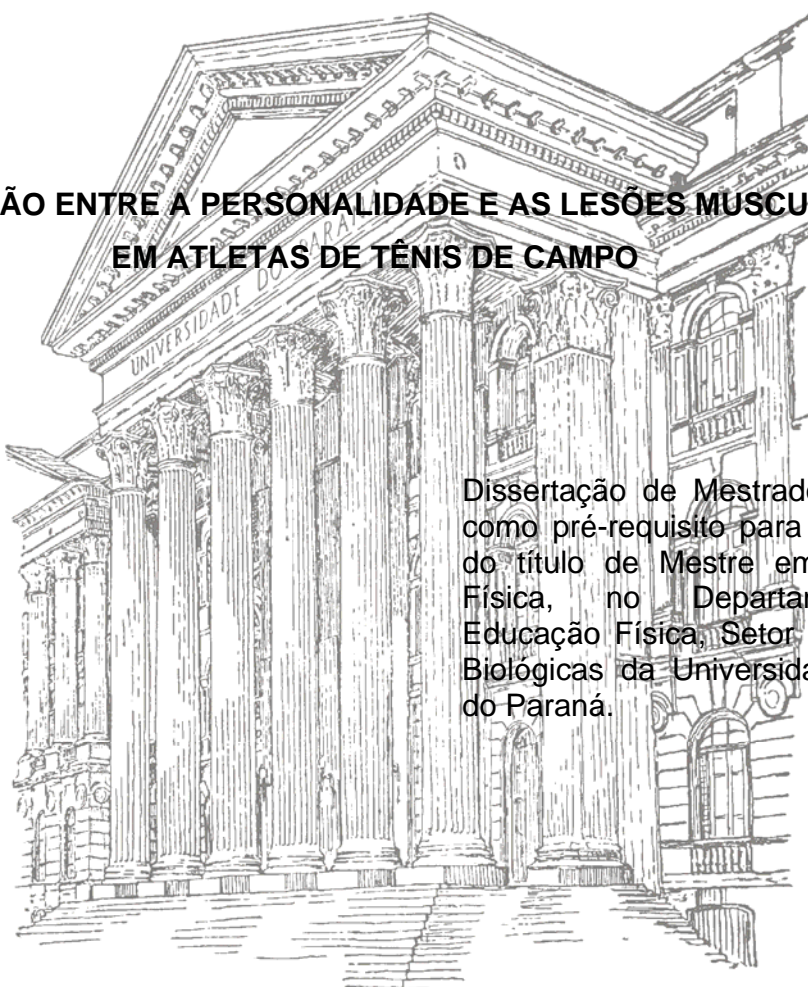 ÃO ENTRE A PERSONALIDADE E AS LESÕES MUSCU
EM ATLETAS DE TÊNIS DE CAMPO
UNIVERSIDADE DO PARANÁ
Dissertação de Mestrado
como pré-requisito para
do título de Mestre em
Física, no Departam
Educação Física, Setor
Biológicas da Universida
do Paraná.